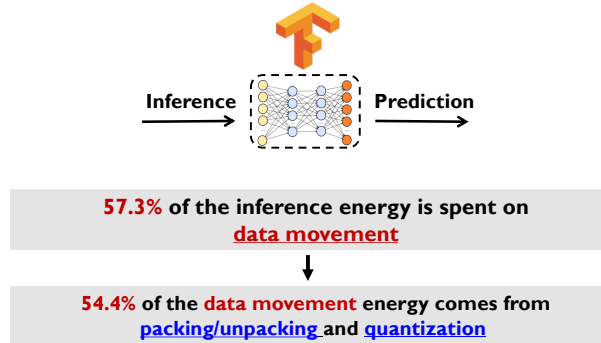 Inference
Prediction
57.3% of the inference energy is spent on
data movement
54.4% of the data movement energy comes from
packing/unpacking and quantization